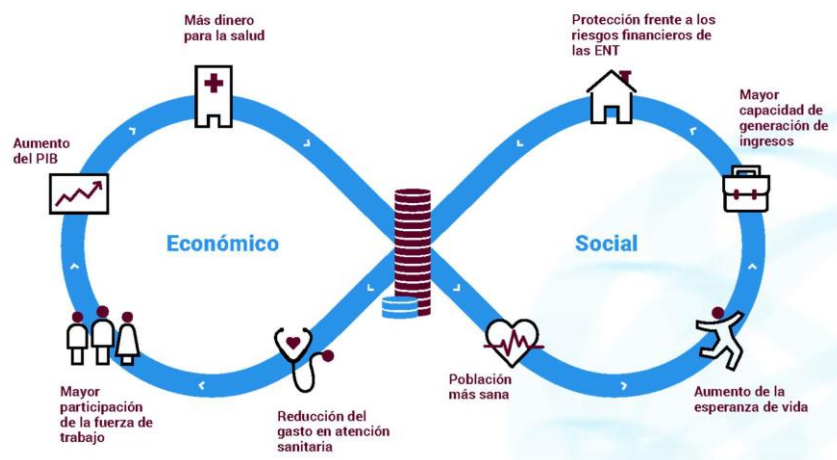 Más dinero
para la salud
Protección frente a los
riesgos financieros de
las ENT
Mayor
capacidad de
generación de
ingresos
Aumento
del PIB
Económico
Social
Mayor
participación
de la fuerza de
trabajo
Reducción del
gasto en atención
sanitaria
Población
más sana
Aumento de la
esperanza de vida